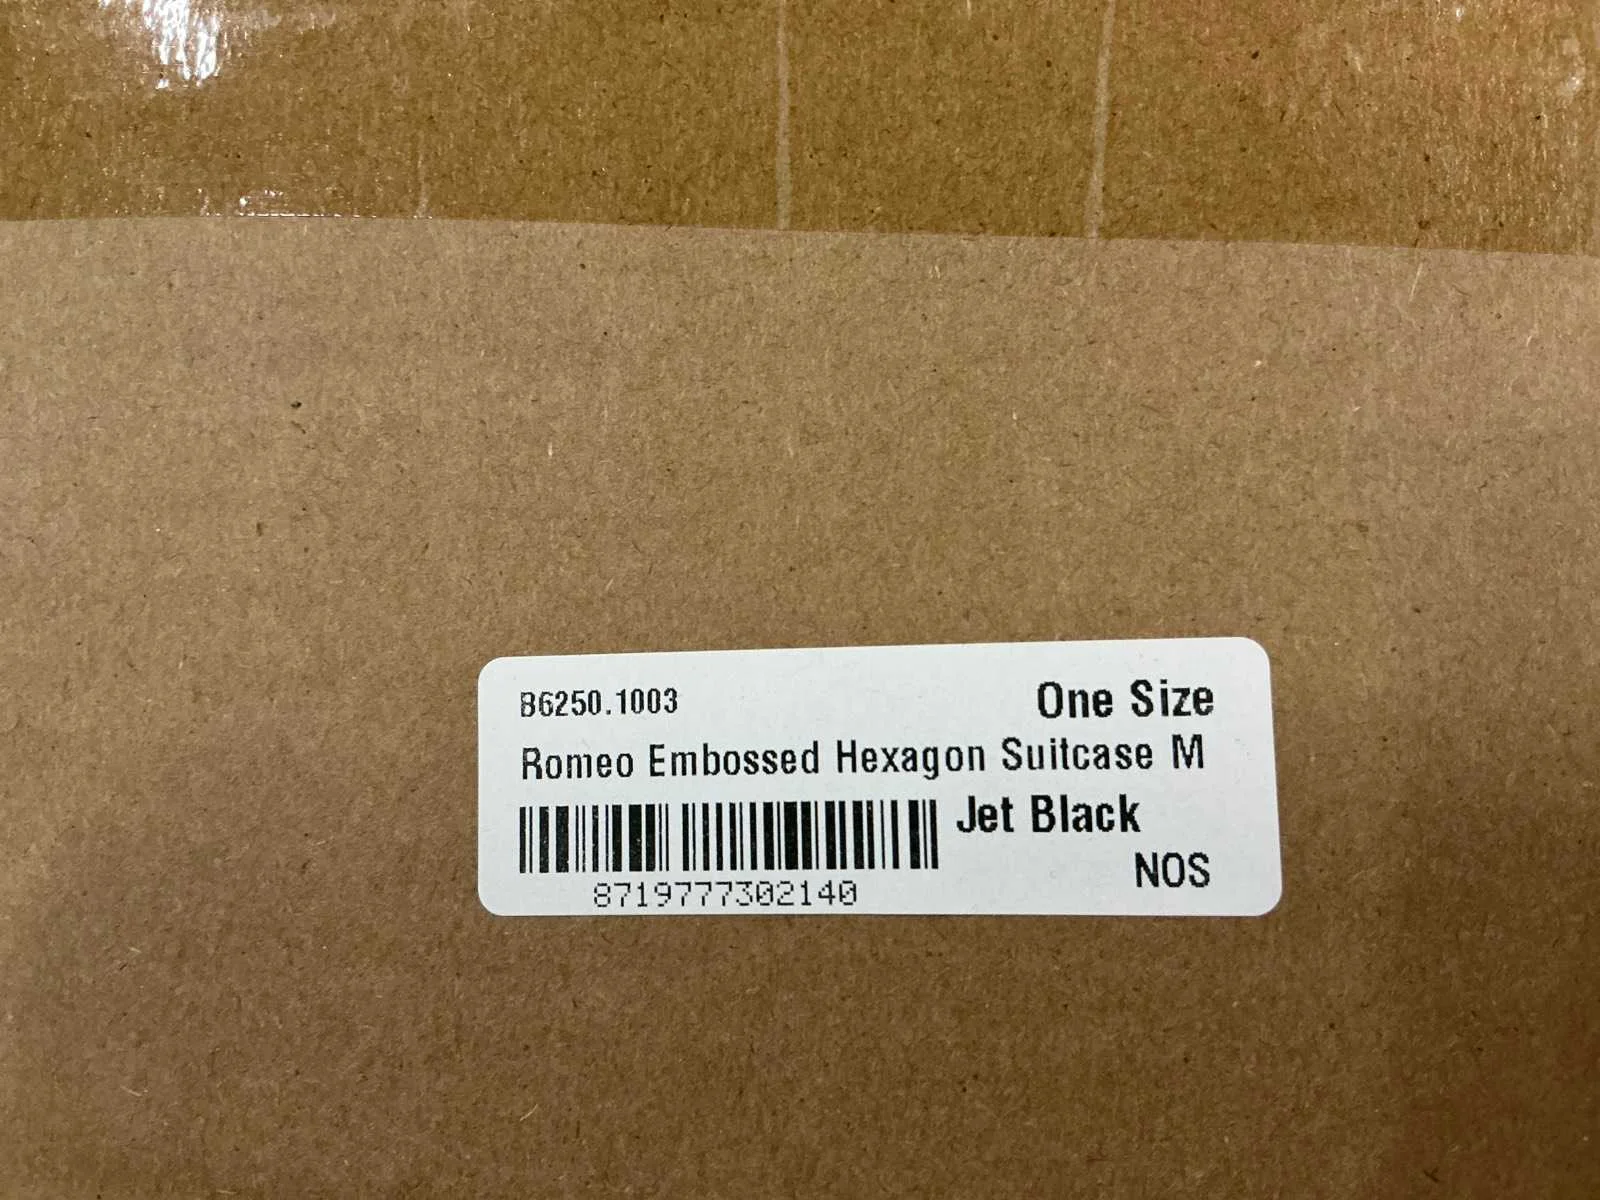 B6250.1003 One Size
Romeo Embossed Hexagon Suitcase M
Jet Black
NOS
8719777302140